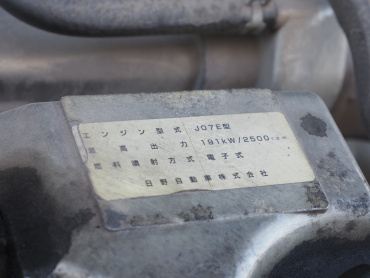 エンジン型式 J07E型
最高出力 191kW/2500r.p.m
燃料噴射方式 電子式
日野自動車株式会社